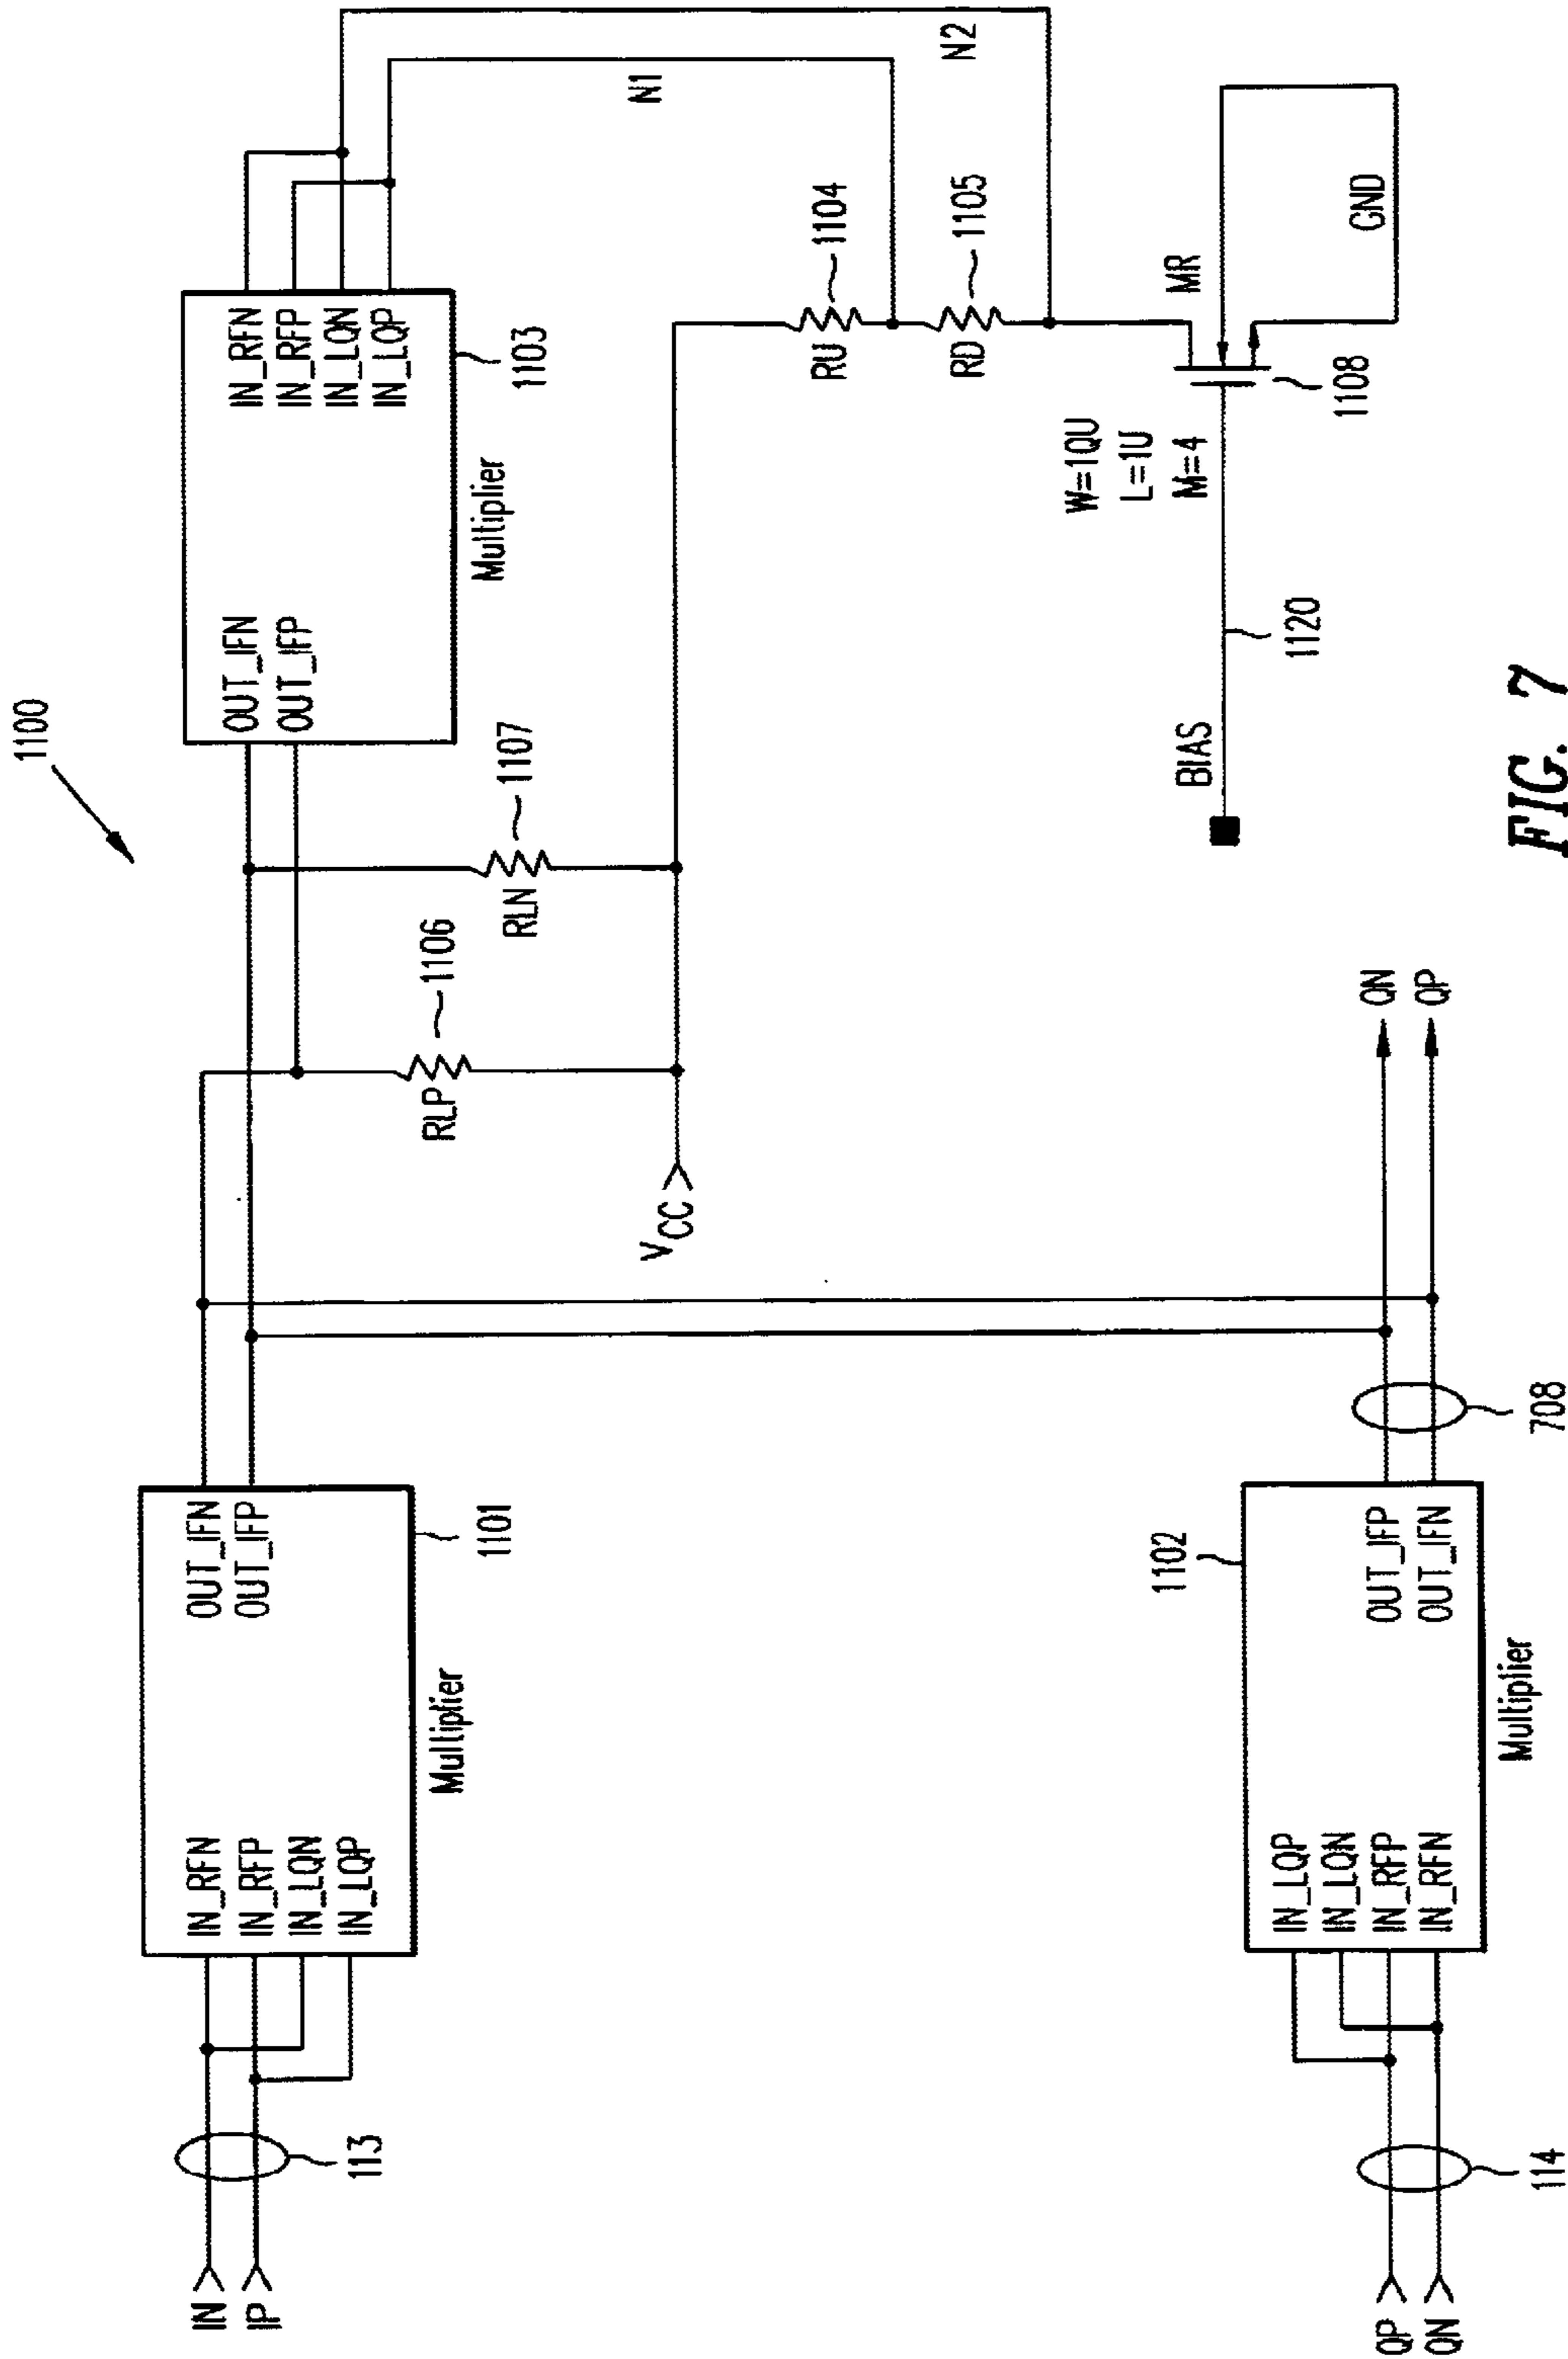 1100
IN
IP
113
IN_RFN
IN_RFP
IN_LQN
IN_LQP
OUT_IFN
OUT_IFP
Multiplier
1101
RLP
1106
RLN
1107
VCC
OUT_IFN
OUT_IFP
IN_RFN
IN_RFP
IN_LQN
IN_LQP
Multiplier
1103
N1
N2
RU
1104
RD
1105
QP
QN
114
IN_LQP
IN_LQN
IN_RFP
IN_RFN
OUT_IFP
OUT_IFN
Multiplier
1102
708
QN
QP
BIAS
1120
W=10U
L=1U
M=4
MR
1108
GND
FIG. 7